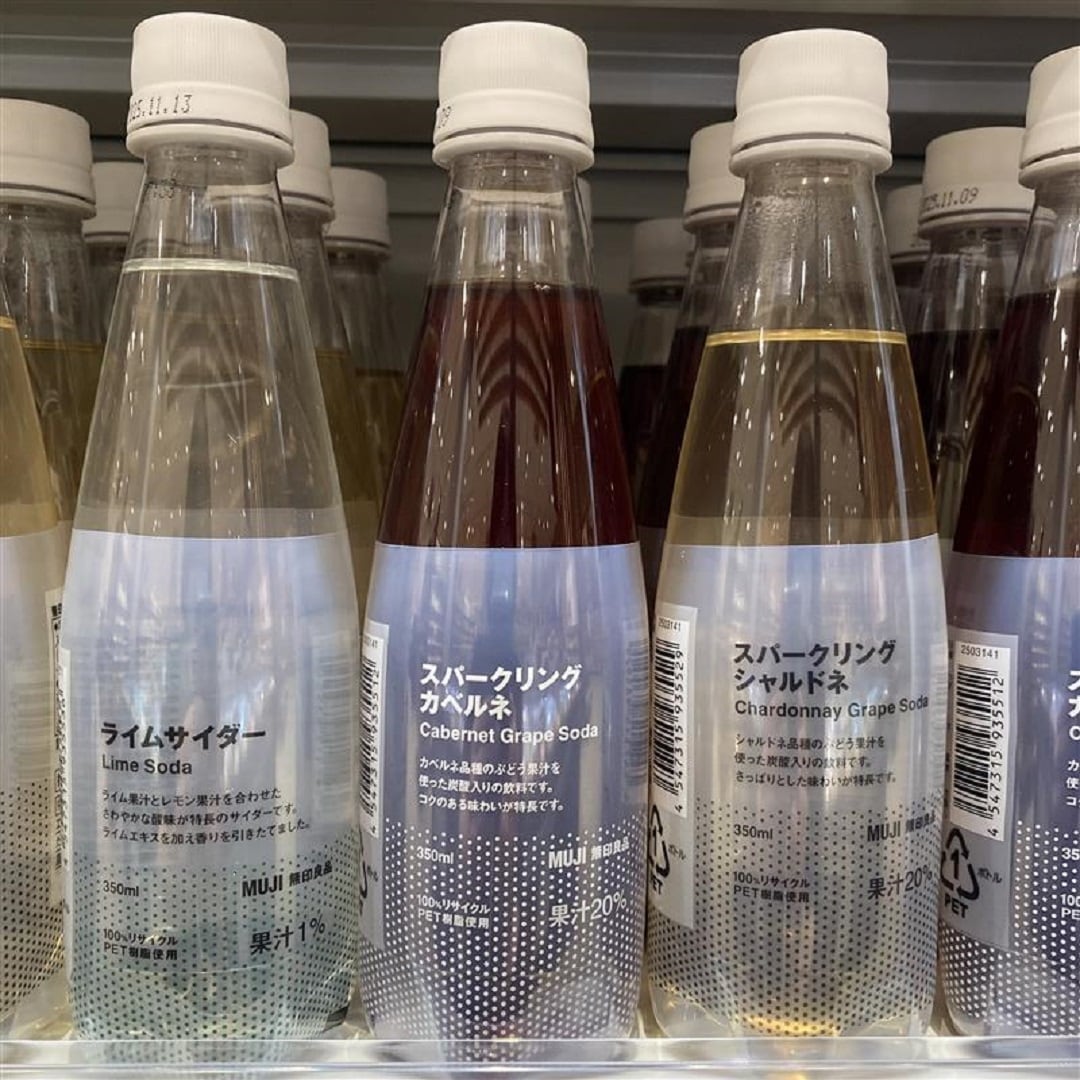 25.11.13
09
25.11.09
ライムサイダー
Lime Soda
ライム果汁とレモン果汁を合わせた
さわやかな酸味が特長のサイダーです。
ライムエキスを加え香りを引きたてました。
350ml
MUJI 無印良品
100%リサイクル
PET樹脂使用
果汁1%
4547315935529
スパークリング
カベルネ
Cabernet Grape Soda
カベルネ品種のぶどう果汁を
使った炭酸入りの飲料です。
コクのある味わいが特長です。
350ml
MUJI 無印良品
100%リサイクル
PET樹脂使用
果汁20%
2503141
4547315935529
ボトル
PET
スパークリング
シャルドネ
Chardonnay Grape Soda
シャルドネ品種のぶどう果汁を
使った炭酸入りの飲料です。
さっぱりとした味わいが特長です。
350ml
MUJI 無印良品
100%リサイクル
PET樹脂使用
果汁20%
2503141
4547315935512
1
ボトル
PET